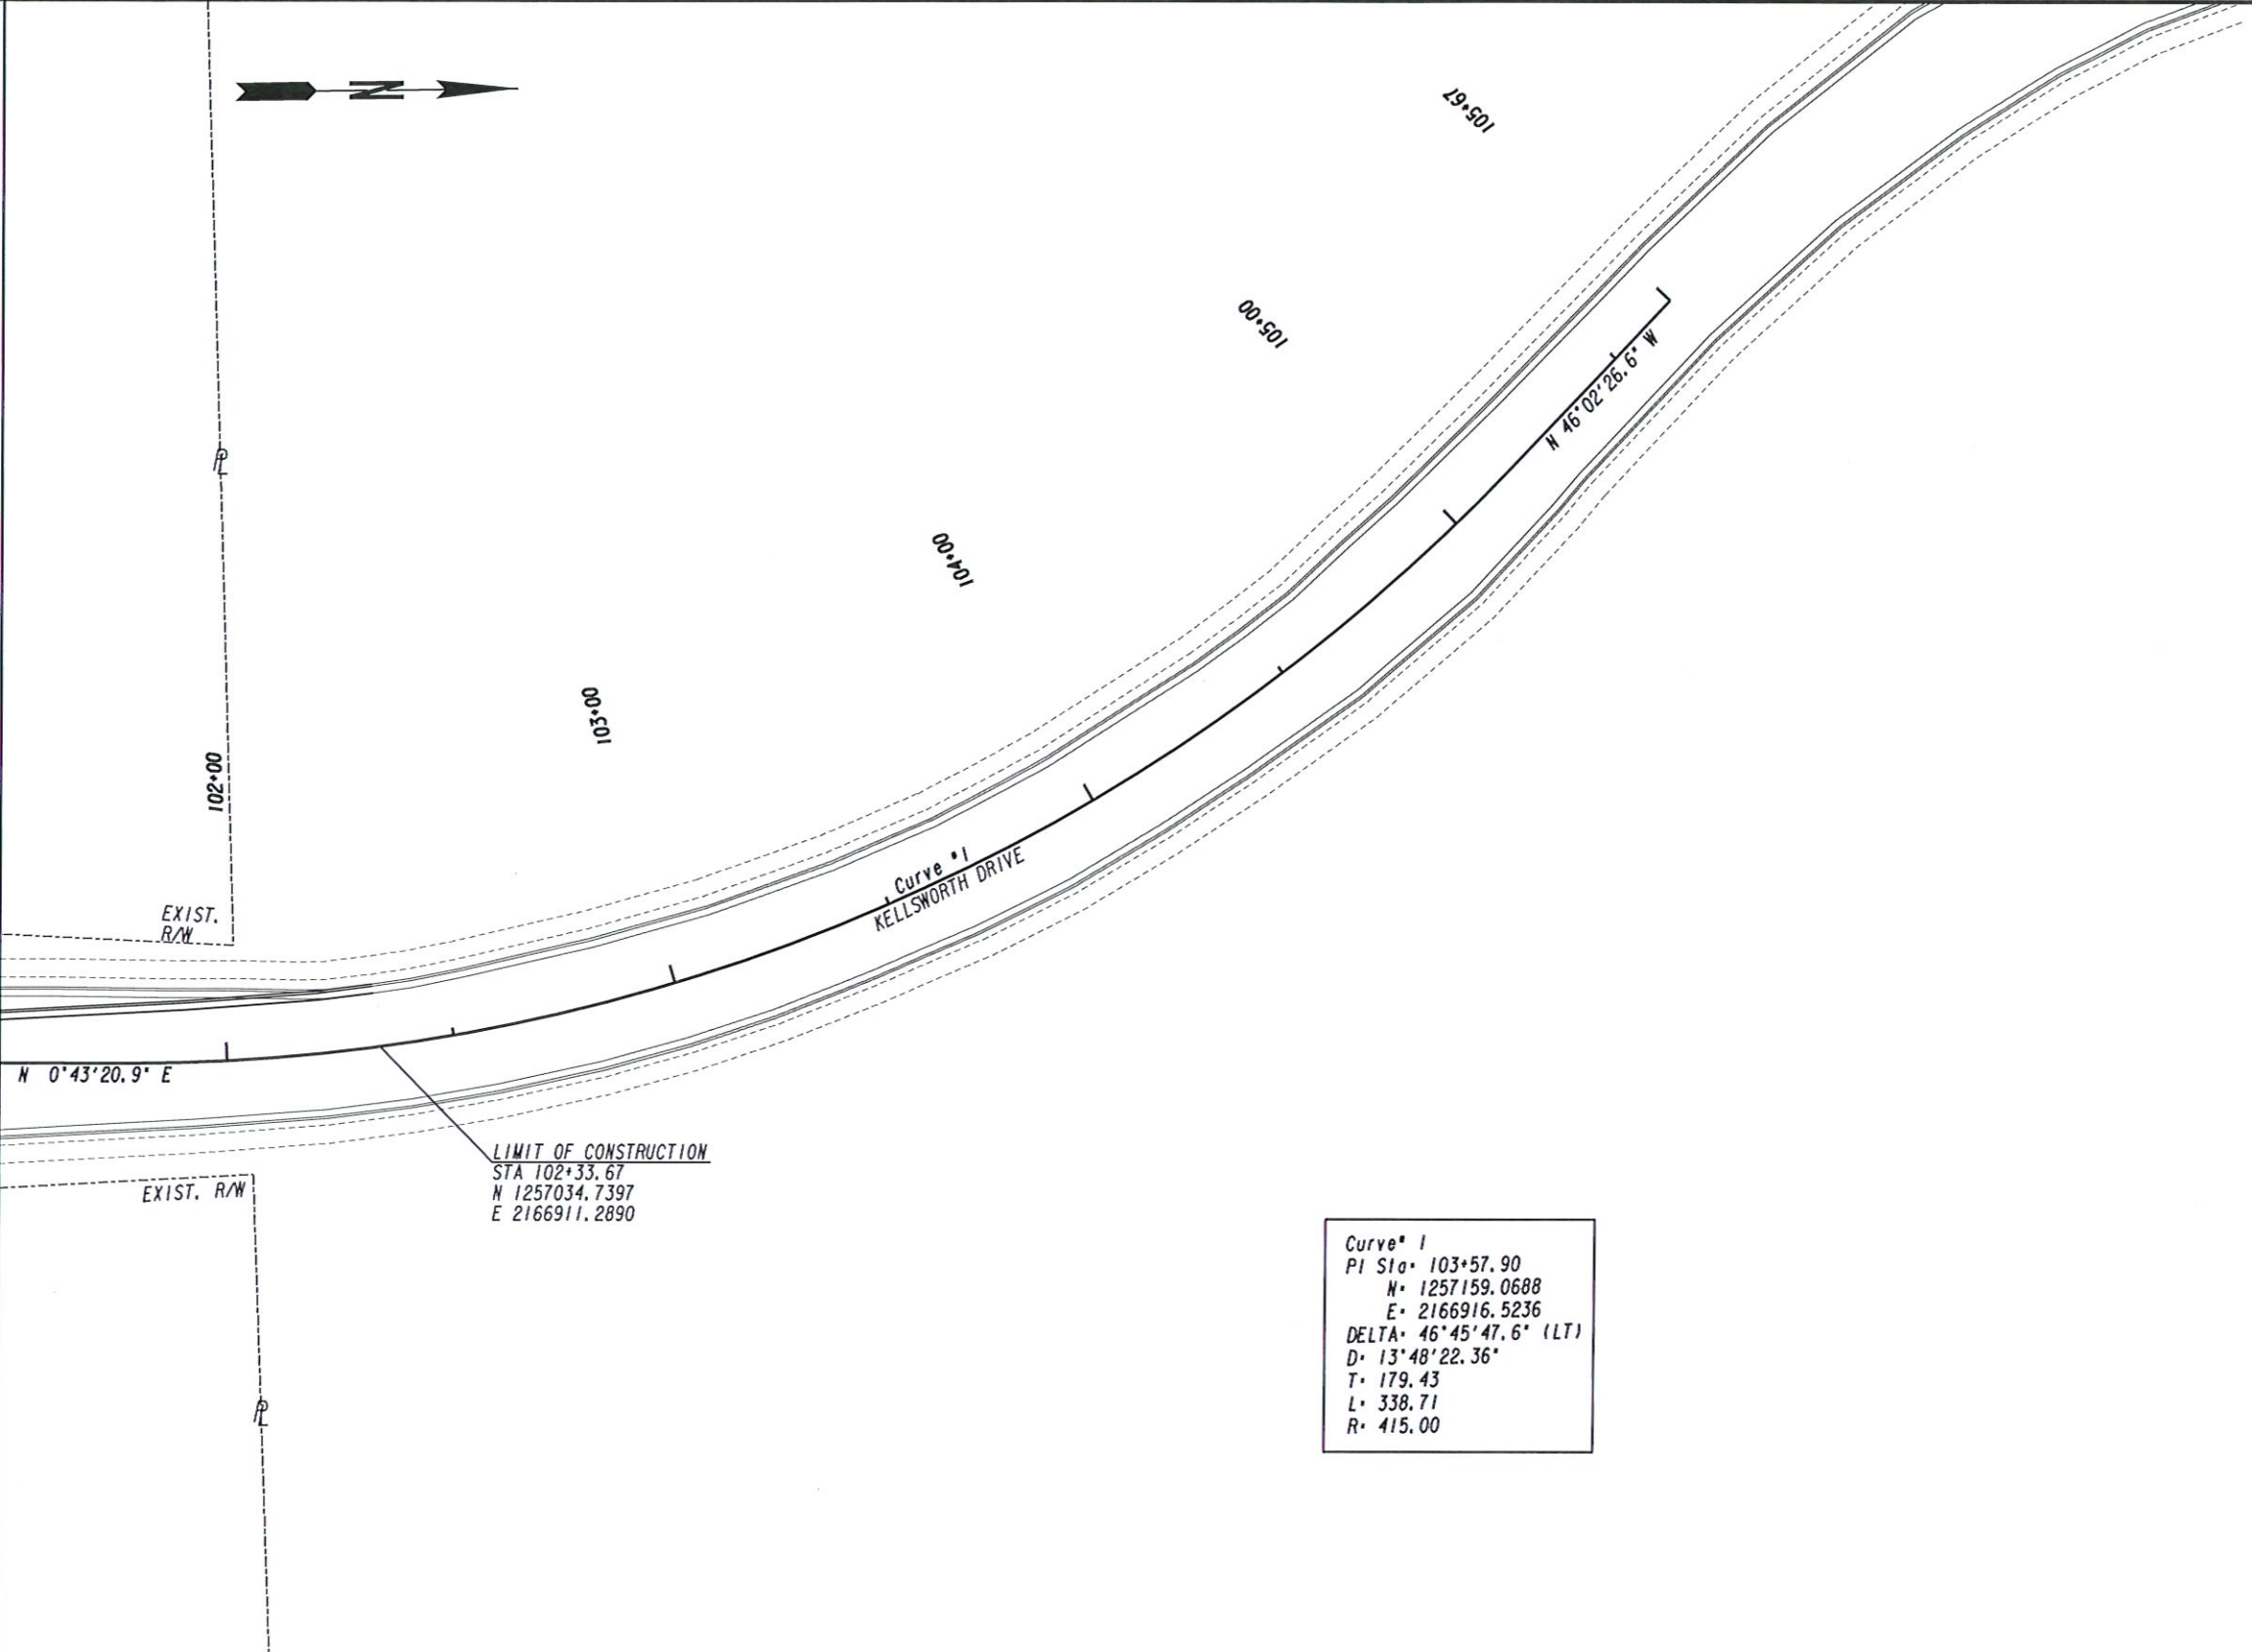 N
105+67
105+00
104+00
103+00
102+00
PL
EXIST.
R/W
Curve #1
KELLSWORTH DRIVE
N 46°02'26.6" W
N 0°43'20.9" E
LIMIT OF CONSTRUCTION
STA 102+33.67
N 1257034.7397
E 2166911.2890
EXIST. R/W
PL
Curve# 1
PI Sta= 103+57.90
N= 1257159.0688
E= 2166916.5236
DELTA= 46°45'47.6" (LT)
D= 13°48'22.36"
T= 179.43
L= 338.71
R= 415.00